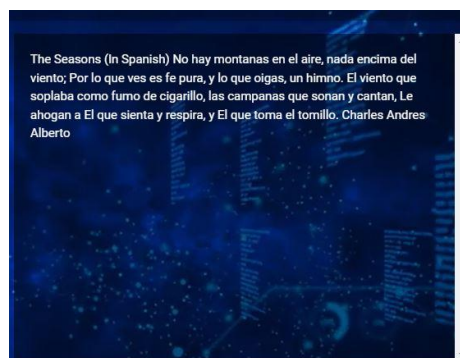 The Seasons (In Spanish) No hay montanas en el aire, nada encima del
viento; Por lo que ves es fe pura, y lo que oigas, un himno. El viento que
soplaba como fumo de cigarillo, las campanas que sonan y cantan, Le
ahogan a El que sienta y respira, y El que toma el tomillo. Charles Andres
Alberto